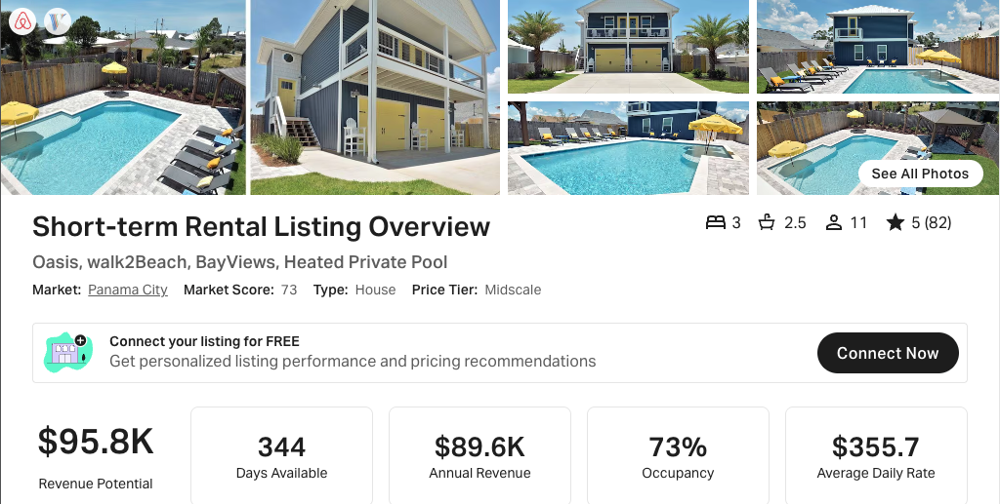 See All Photos
Short-term Rental Listing Overview
3
2.5
11
5 (82)
Oasis, walk2Beach, BayViews, Heated Private Pool
Market: Panama City Market Score: 73 Type: House Price Tier: Midscale
Connect your listing for FREE
Get personalized listing performance and pricing recommendations
Connect Now
$95.8K
Revenue Potential
344
Days Available
$89.6K
Annual Revenue
73%
Occupancy
$355.7
Average Daily Rate